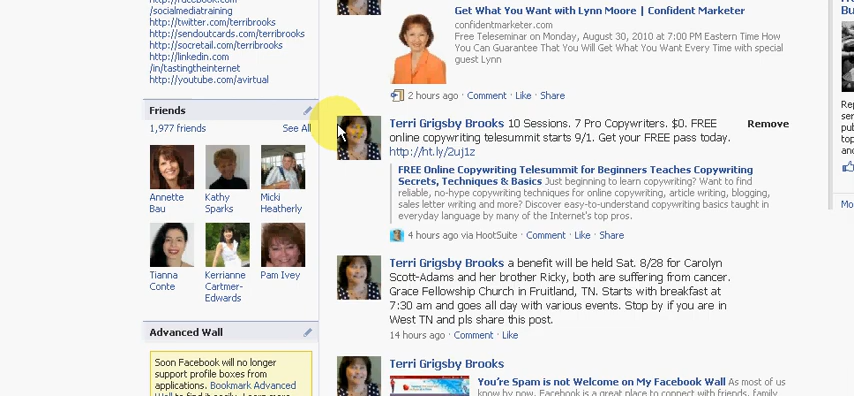 /socialmediatraining
http://twitter.com/terribrooks
http://sendoutcards.com/terribrooks
http://socretail.com/terribrooks
http://linkedin.com
/in/tastingtheinternet
http://youtube.com/avirtual
Friends
1,977 friends
See All
Annette
Bau
Kathy
Sparks
Micki
Heatherly
Tianna
Conte
Kerrianne
Cartmer-
Edwards
Pam Ivey
Advanced Wall
Soon Facebook will no longer
support profile boxes from
applications. Bookmark Advanced
Get What You Want with Lynn Moore | Confident Marketer
confidentmarketer.com
Free Teleseminar on Monday, August 30, 2010 at 7:00 PM Eastern Time How
You Can Guarantee That You Will Get What You Want Every Time with special
guest Lynn
2 hours ago · Comment · Like · Share
Terri Grigsby Brooks 10 Sessions. 7 Pro Copywriters. $0. FREE
online copywriting telesummit starts 9/1. Get your FREE pass today.
http://ht.ly/2uj1z
Remove
FREE Online Copywriting Telesummit for Beginners Teaches Copywriting
Secrets, Techniques & Basics Just beginning to learn copywriting? Want to find
reliable, no-hype copywriting techniques for online copywriting, article writing, blogging,
sales letter writing and more? Discover easy-to-understand copywriting basics taught in
everyday language by many of the Internet's top pros.
4 hours ago via HootSuite · Comment · Like · Share
Terri Grigsby Brooks a benefit will be held Sat. 8/28 for Carolyn
Scott-Adams and her brother Ricky, both are suffering from cancer.
Grace Fellowship Church in Fruitland, TN. Starts with breakfast at
7:30 am and goes all day with various events. Stop by if you are in
West TN and pls share this post.
14 hours ago · Comment · Like
Terri Grigsby Brooks
You're Spam is not Welcome on My Facebook Wall As most of us
know by now, Facebook is a great place to connect with friends, family